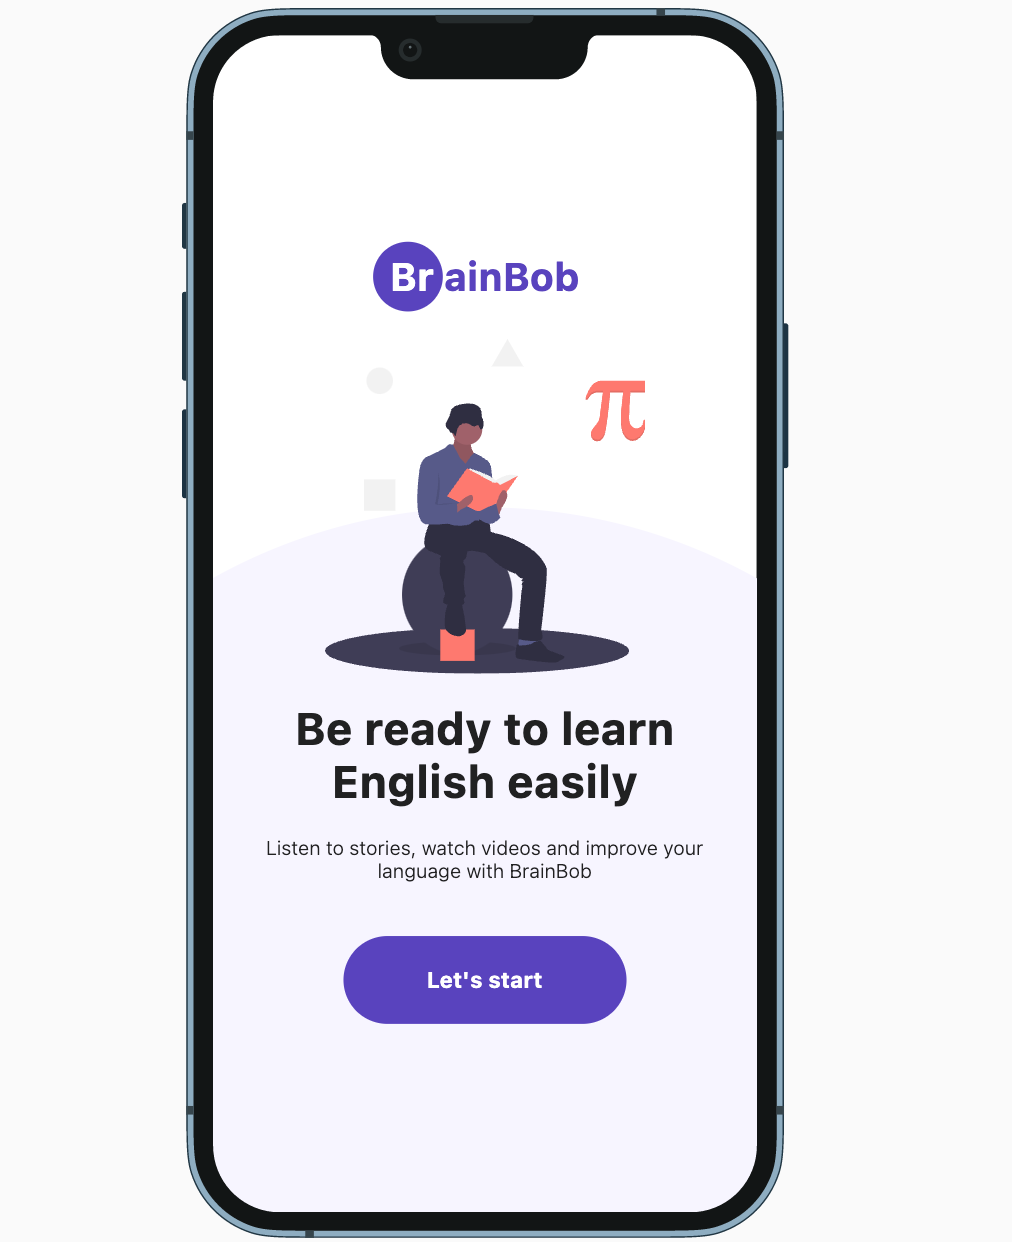 BrainBob
π
Be ready to learn
English easily
Listen to stories, watch videos and improve your
language with BrainBob
Let's start